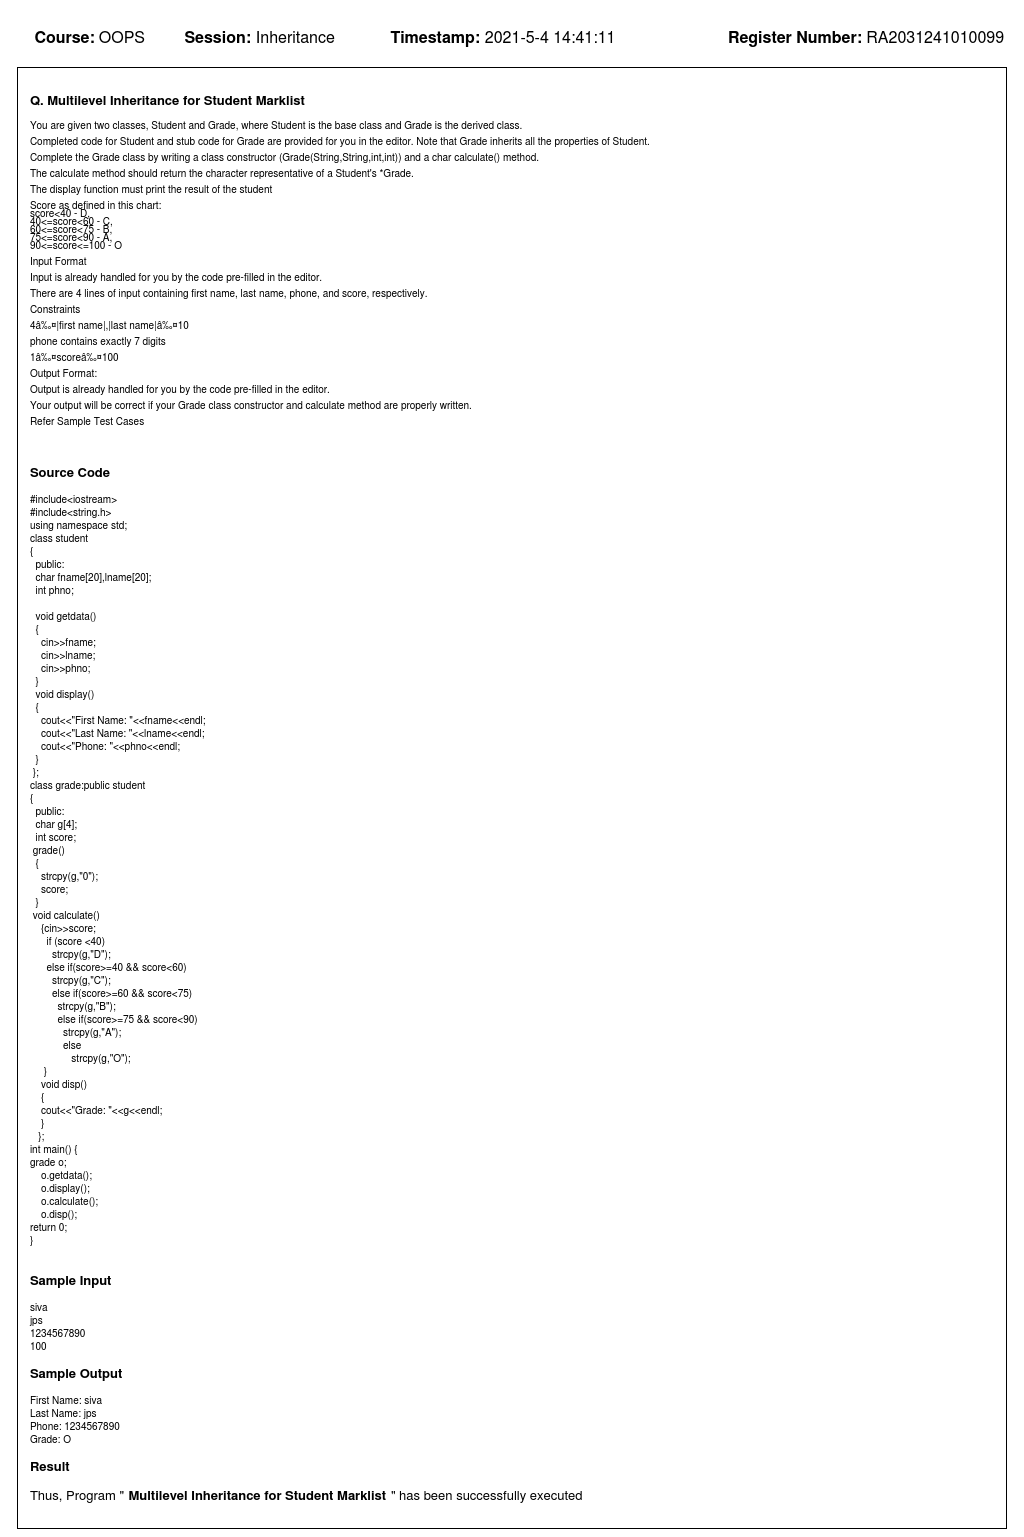 Course: OOPS Session: Inheritance Timestamp: 2021-5-4 14:41:11 Register Number: RA2031241010099
Q. Multilevel Inheritance for Student Marklist
You are given two classes, Student and Grade, where Student is the base class and Grade is the derived class.
Completed code for Student and stub code for Grade are provided for you in the editor. Note that Grade inherits all the properties of Student.
Complete the Grade class by writing a class constructor (Grade(String,String,int,int)) and a char calculate() method.
The calculate method should return the character representative of a Student's *Grade.
The display function must print the result of the student
Score as defined in this chart:
score<40 - D,
40<=score<60 - C,
60<=score<75 - B,
75<=score<90 - A,
90<=score<=100 - O
Input Format
Input is already handled for you by the code pre-filled in the editor.
There are 4 lines of input containing first name, last name, phone, and score, respectively.
Constraints
4â‰¤|first name|,|last name|â‰¤10
phone contains exactly 7 digits
1â‰¤scoreâ‰¤100
Output Format:
Output is already handled for you by the code pre-filled in the editor.
Your output will be correct if your Grade class constructor and calculate method are properly written.
Refer Sample Test Cases
Source Code
#include<iostream>
#include<string.h>
using namespace std;
class student
{
public:
char fname[20],lname[20];
int phno;
void getdata()
{
cin>>fname;
cin>>lname;
cin>>phno;
}
void display()
{
cout<<"First Name: "<<fname<<endl;
cout<<"Last Name: "<<lname<<endl;
cout<<"Phone: "<<phno<<endl;
}
};
class grade:public student
{
public:
char g[4];
int score;
grade()
{
strcpy(g,"0");
score;
}
void calculate()
{cin>>score;
if (score <40)
strcpy(g,"D");
else if(score>=40 && score<60)
strcpy(g,"C");
else if(score>=60 && score<75)
strcpy(g,"B");
else if(score>=75 && score<90)
strcpy(g,"A");
else
strcpy(g,"O");
}
void disp()
{
cout<<"Grade: "<<g<<endl;
}
};
int main() {
grade o;
o.getdata();
o.display();
o.calculate();
o.disp();
return 0;
}
Sample Input
siva
jps
1234567890
100
Sample Output
First Name: siva
Last Name: jps
Phone: 1234567890
Grade: O
Result
Thus, Program " Multilevel Inheritance for Student Marklist " has been successfully executed